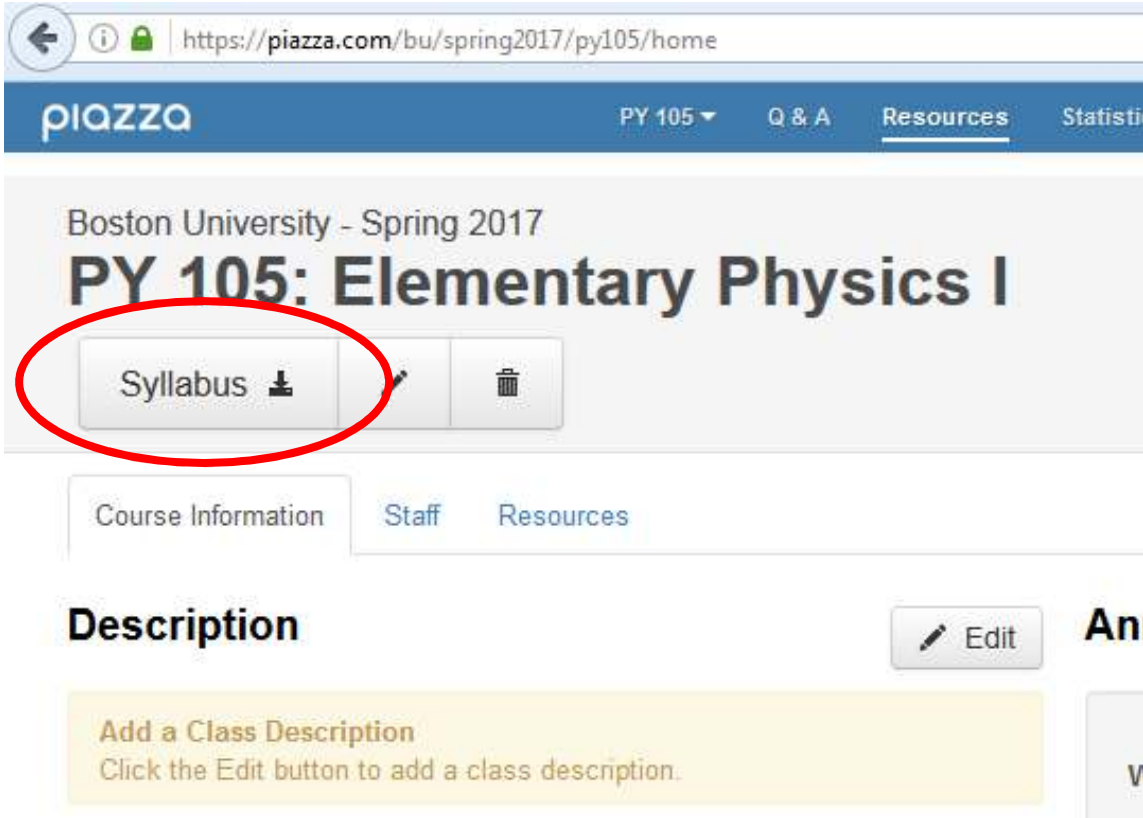 https://piazza.com/bu/spring2017/py105/home
piazza PY 105 Q & A Resources
Boston University - Spring 2017
PY 105: Elementary Physics I
Syllabus
Course Information Staff Resources
Description Edit
Add a Class Description
Click the Edit button to add a class description.